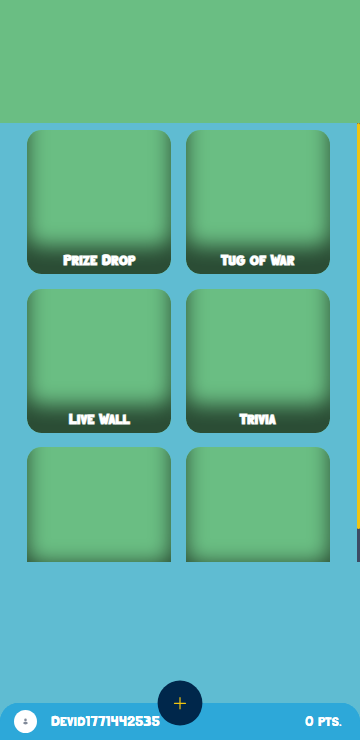 Prize Drop
Tug of War
Live Wall
Trivia
Devid1771442535
0 pts.